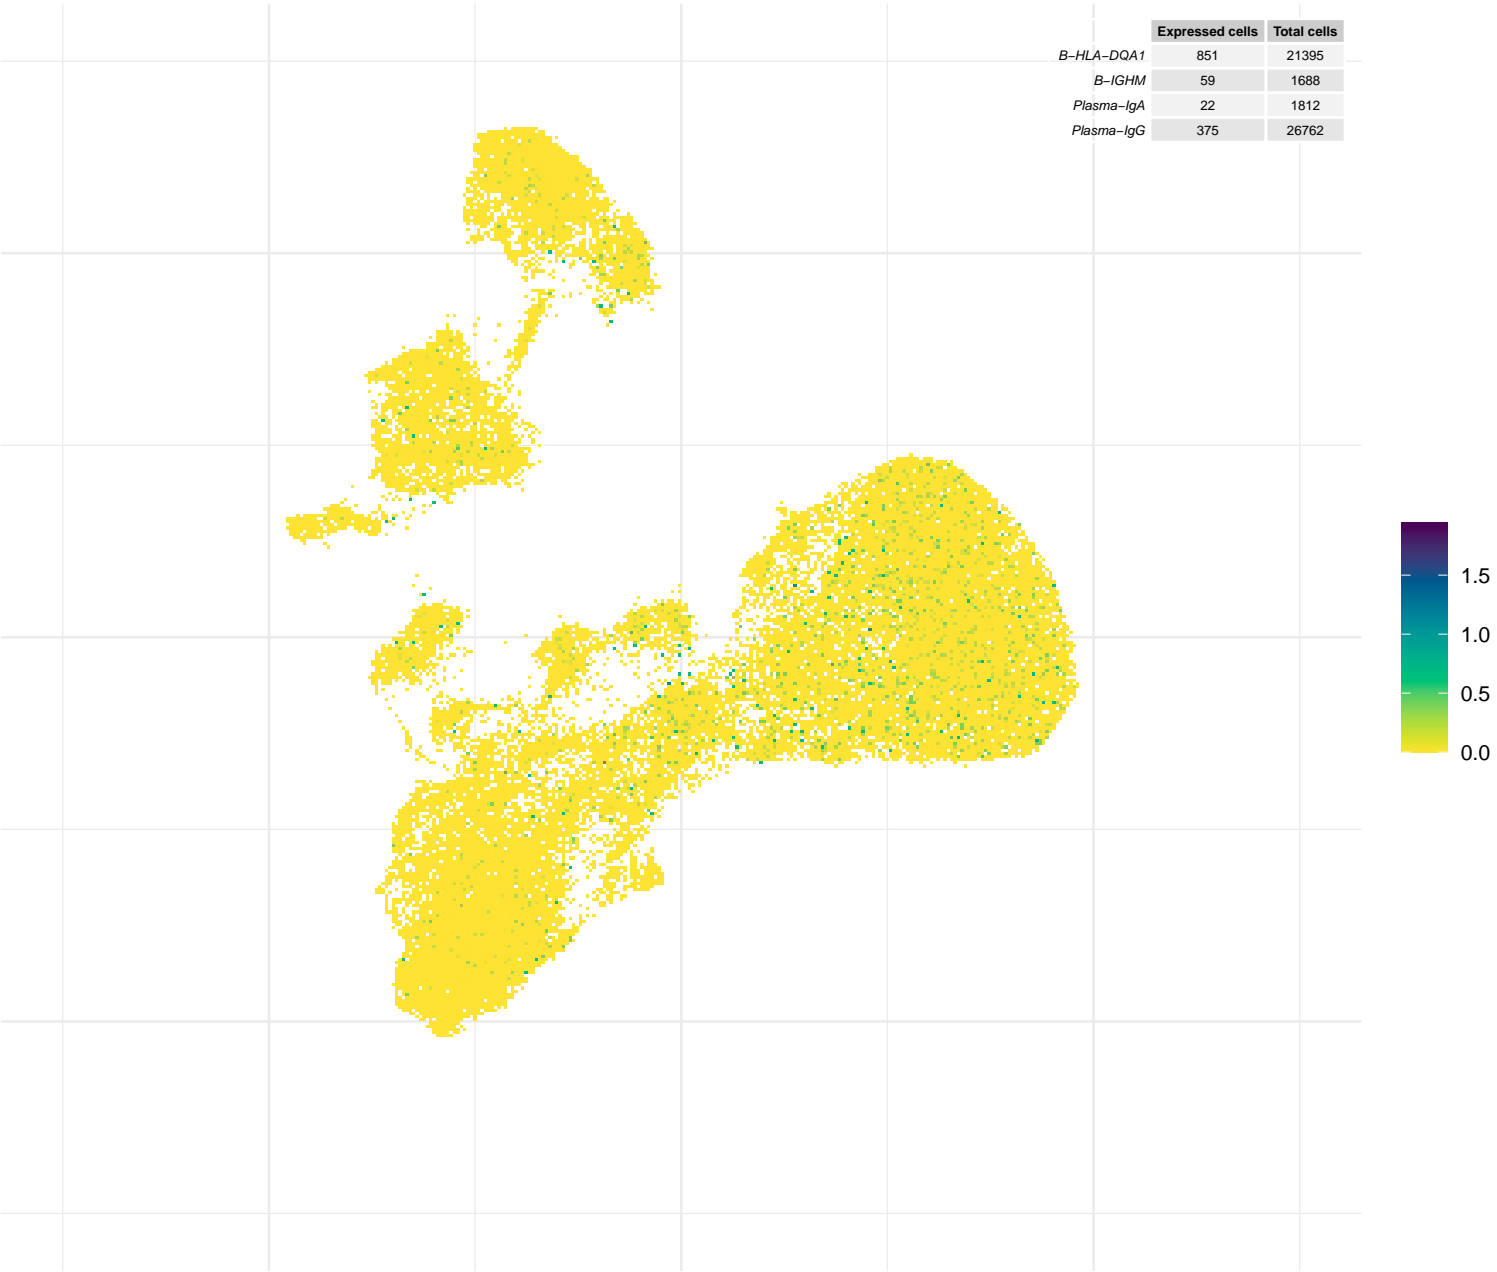 Expressed cells Total cells
B−HLA−DQA1 851 21395
B−IGHM 59 1688
Plasma−IgA 22 1812
Plasma−IgG 375 26762
1.5
1.0
0.5
0.0